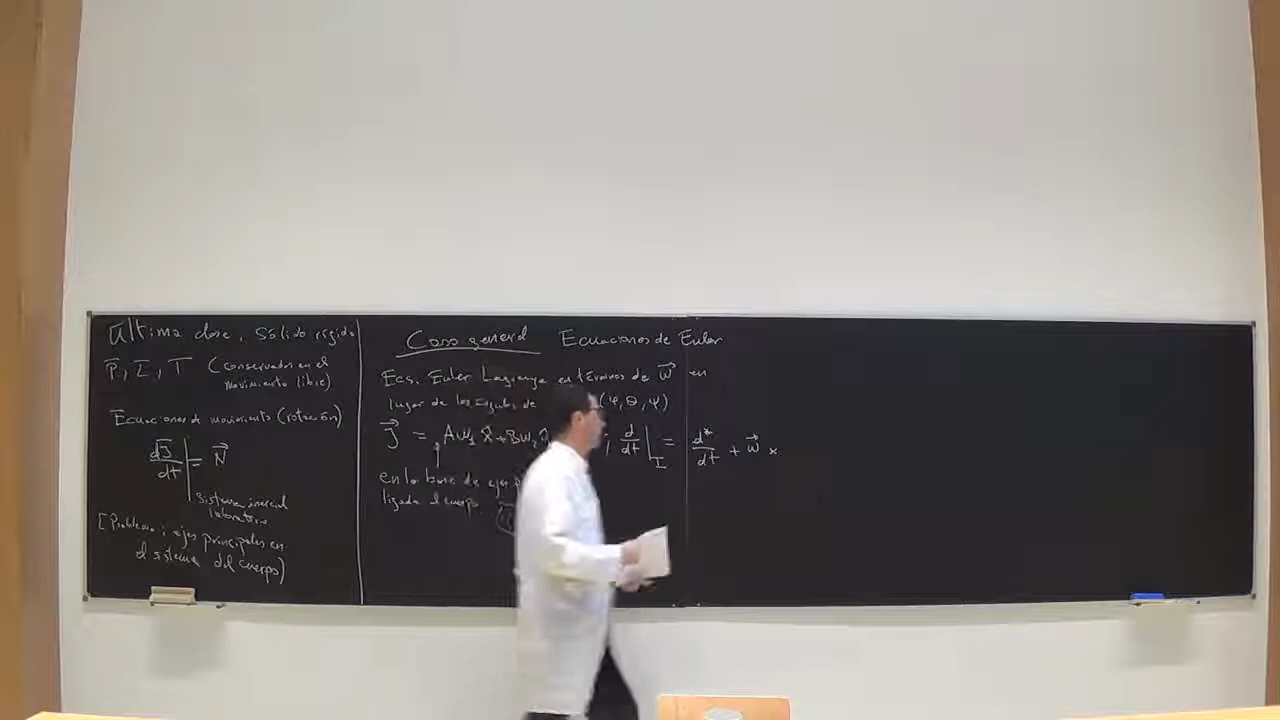 Última clase, Sólido rígido
P, L, T (conservados en el
movimiento libre)
Ecuaciones de movimiento (rotación)
dJ/dt | = N
Sistema inercial
laboratorio
[Problema: ejes principales en
el sistema del cuerpo)
Caso general Ecuaciones de Euler
Ecs. Euler Lagrange en términos de w en
lugar de los ángulos de (φ, θ, ψ)
J = Aω₁ x̂ + Bω₂ ; d/dt |_I = d*/dt + w ×
en la base de ejes
ligada al cuerpo